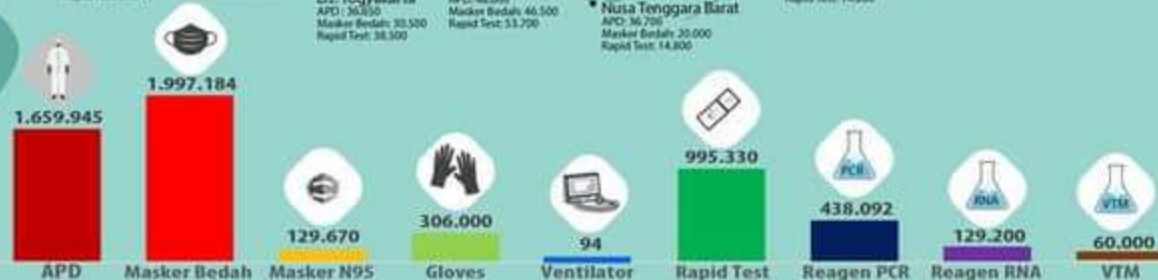 APD: 36.850
Masker Bedah: 30.500
Rapid Test: 38.500
Masker Bedah: 46.500
Rapid Test: 53.700
Nusa Tenggara Barat
APD: 36.700
Masker Bedah: 20.000
Rapid Test: 14.800
1.659.945
1.997.184
129.670
306.000
94
995.330
438.092
129.200
60.000
PCR
RNA
VTM
APD
Masker Bedah
Masker N95
Gloves
Ventilator
Rapid Test
Reagen PCR
Reagen RNA
VTM